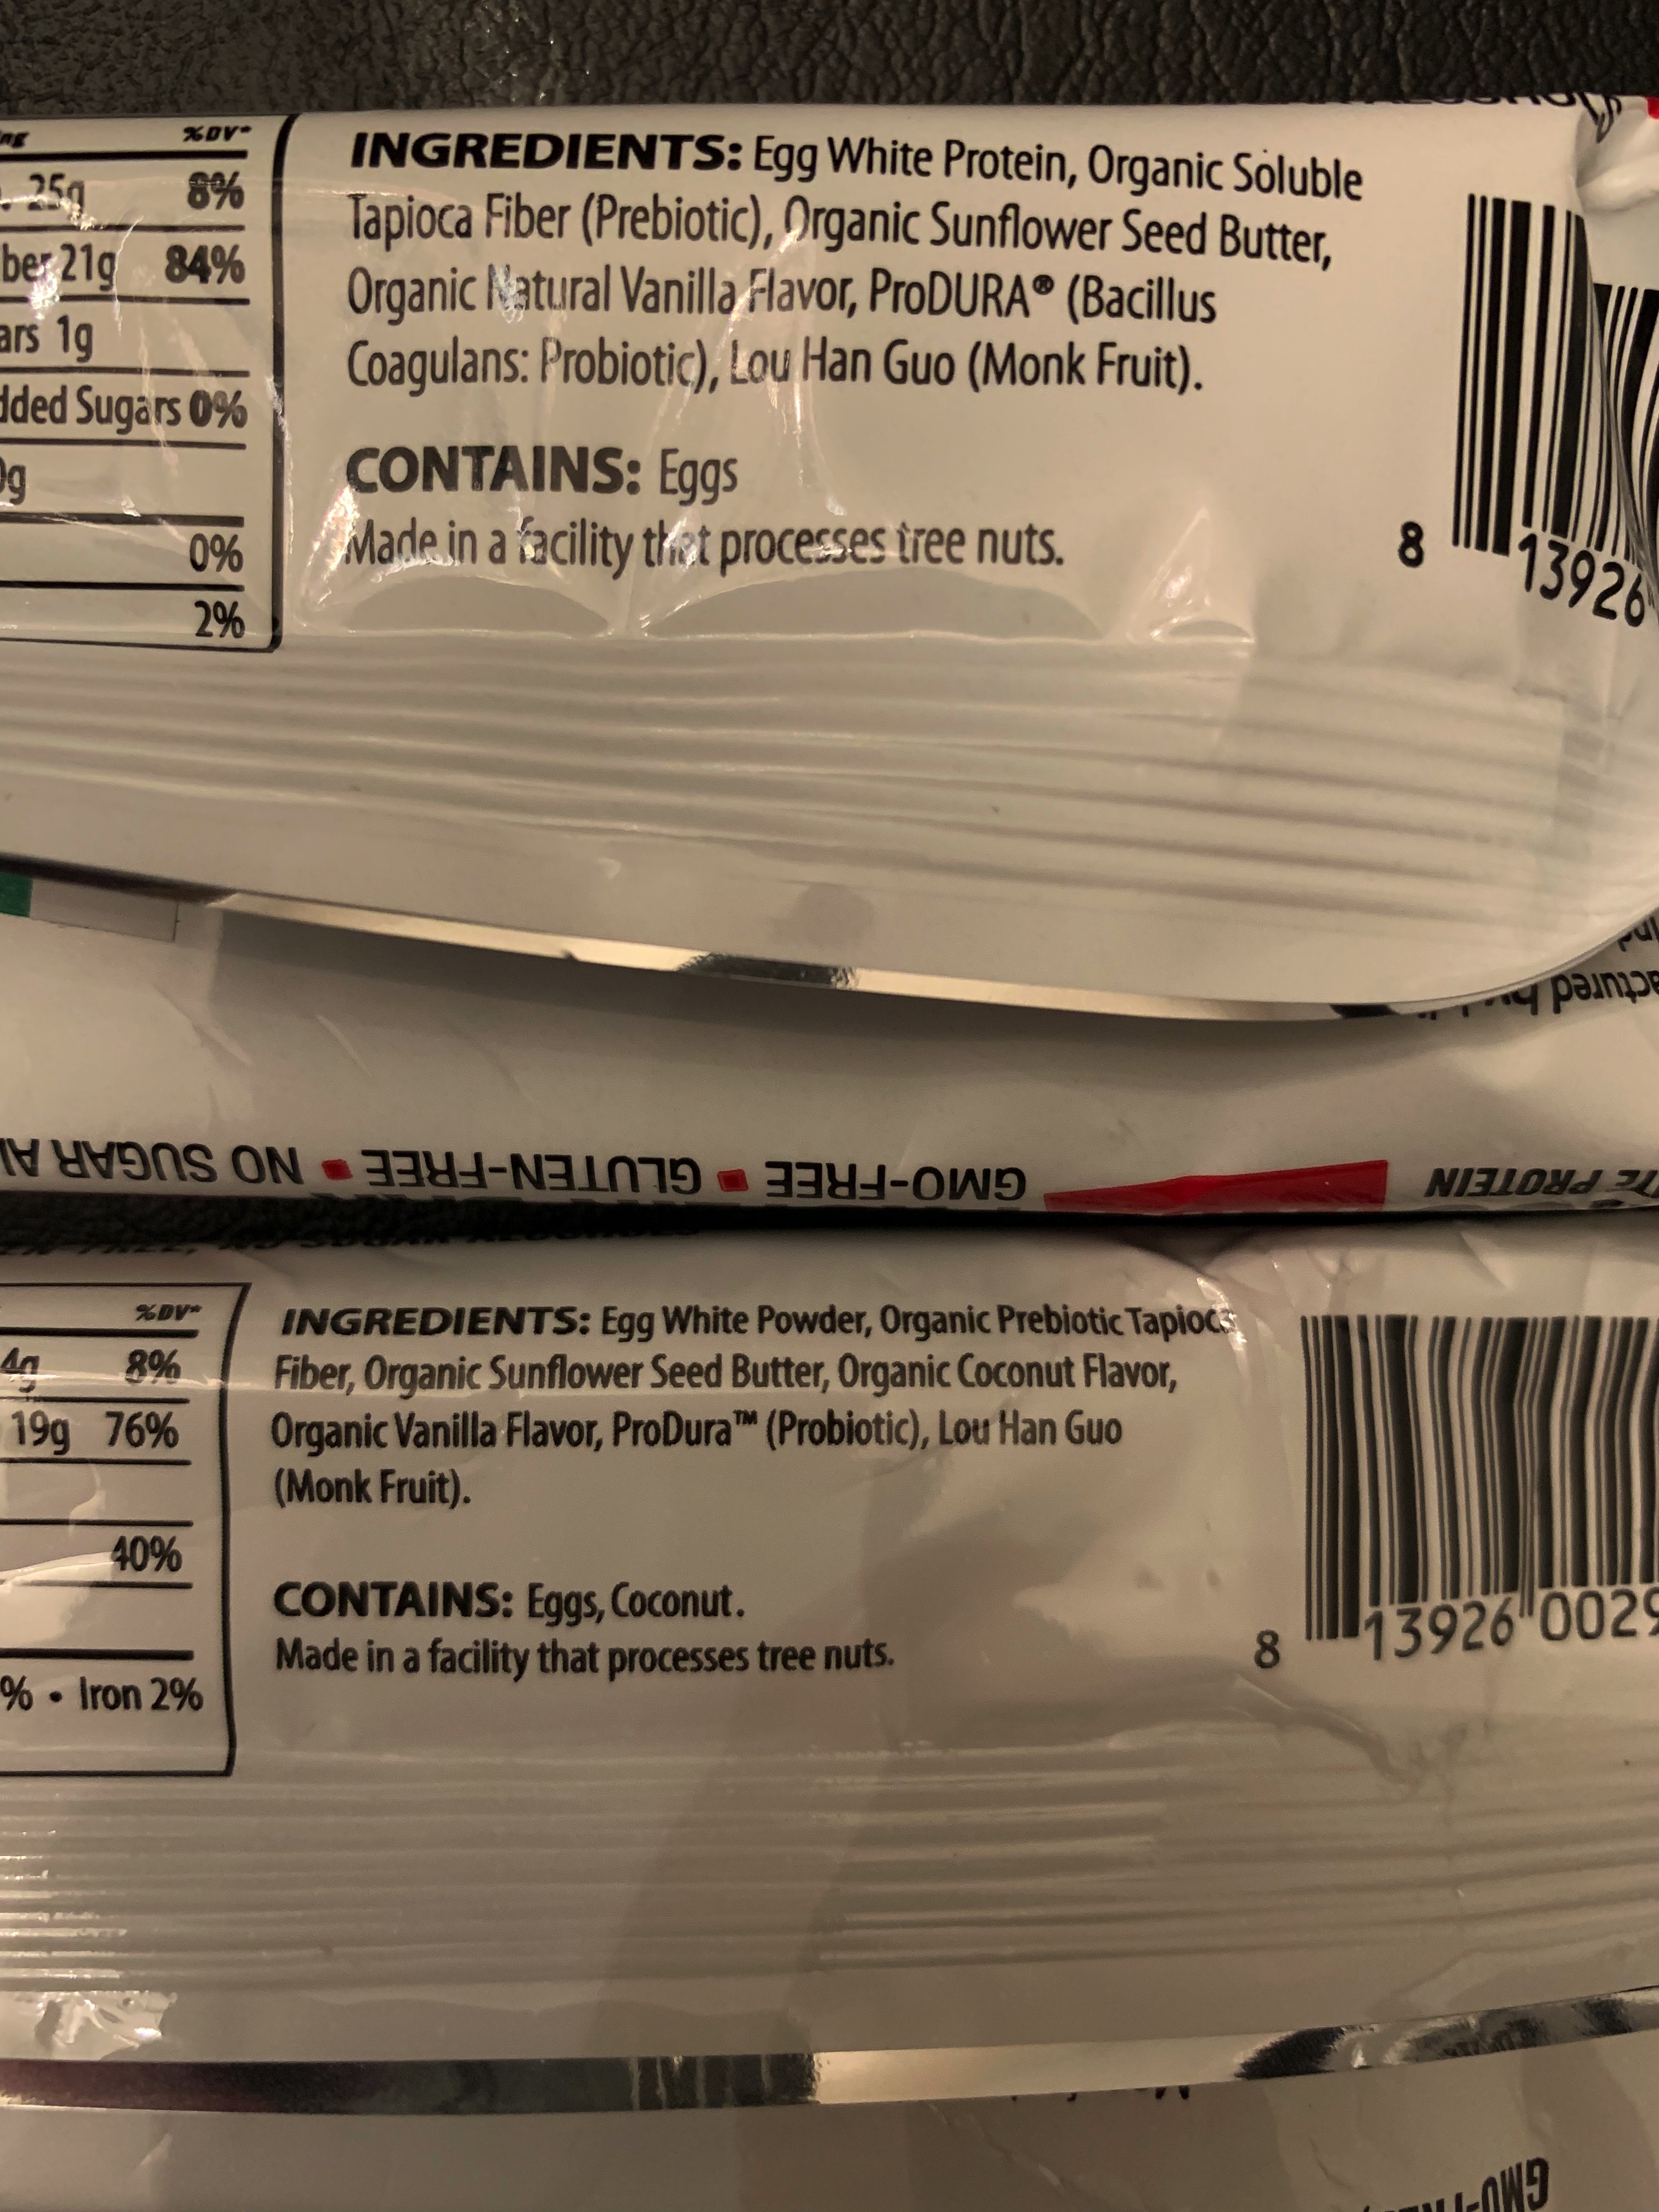 %DV*
25g 8%
21g 84%
1g
Sugars 0%
0%
2%
INGREDIENTS: Egg White Protein, Organic Soluble
Tapioca Fiber (Prebiotic), Organic Sunflower Seed Butter,
Organic Natural Vanilla Flavor, ProDURA® (Bacillus
Coagulans: Probiotic), Lou Han Guo (Monk Fruit).
CONTAINS: Eggs
Made in a facility that processes tree nuts.
8 13926
PROTEIN
GMO-FREE ▪ GLUTEN-FREE ▪ NO SUGAR
%DV*
8%
19g 76%
40%
% • Iron 2%
INGREDIENTS: Egg White Powder, Organic Prebiotic Tapioca
Fiber, Organic Sunflower Seed Butter, Organic Coconut Flavor,
Organic Vanilla Flavor, ProDura™ (Probiotic), Lou Han Guo
(Monk Fruit).
CONTAINS: Eggs, Coconut.
Made in a facility that processes tree nuts.
8 13926 0029